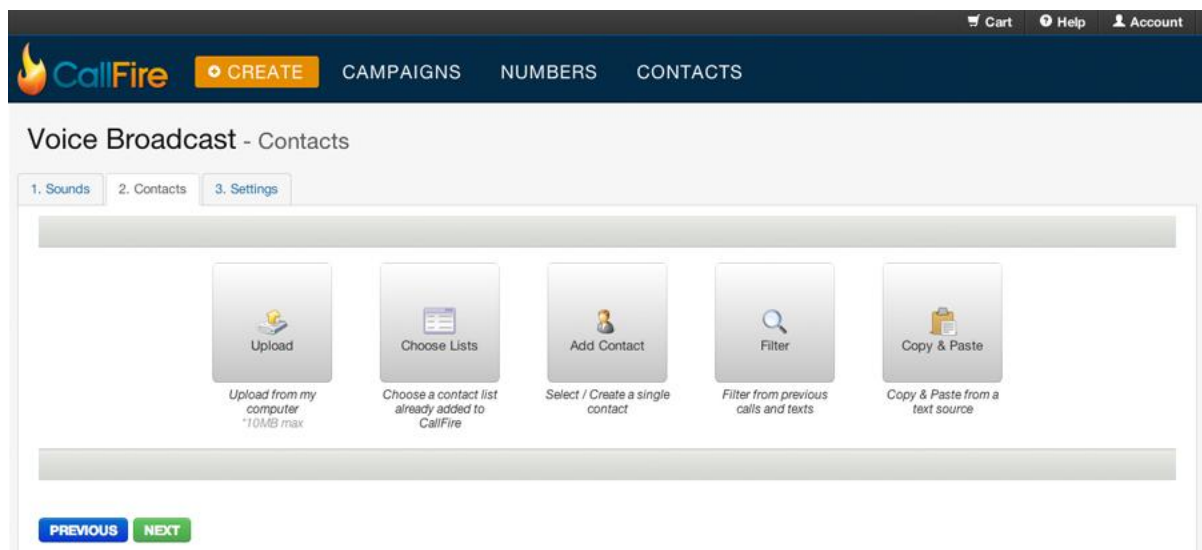 Cart Help Account
CallFire CREATE CAMPAIGNS NUMBERS CONTACTS
Voice Broadcast - Contacts
1. Sounds 2. Contacts 3. Settings
Upload Choose Lists Add Contact Filter Copy & Paste
Upload from my computer
*10MB max
Choose a contact list
already added to
CallFire
Select / Create a single
contact
Filter from previous
calls and texts
Copy & Paste from a
text source
PREVIOUS NEXT